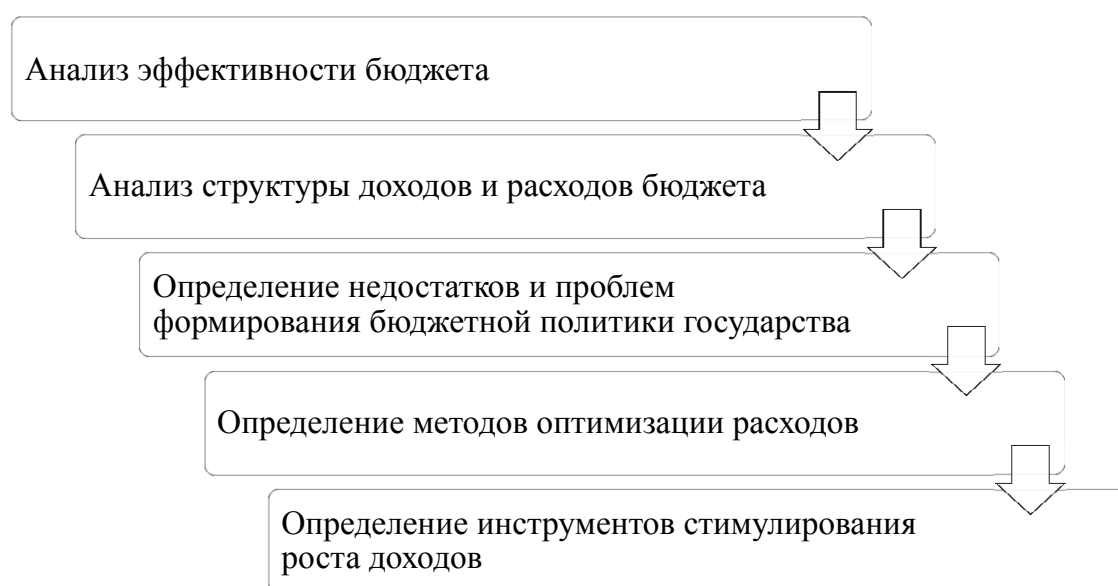 Анализ эффективности бюджета
Анализ структуры доходов и расходов бюджета
Определение недостатков и проблем
формирования бюджетной политики государства
Определение методов оптимизации расходов
Определение инструментов стимулирования
роста доходов